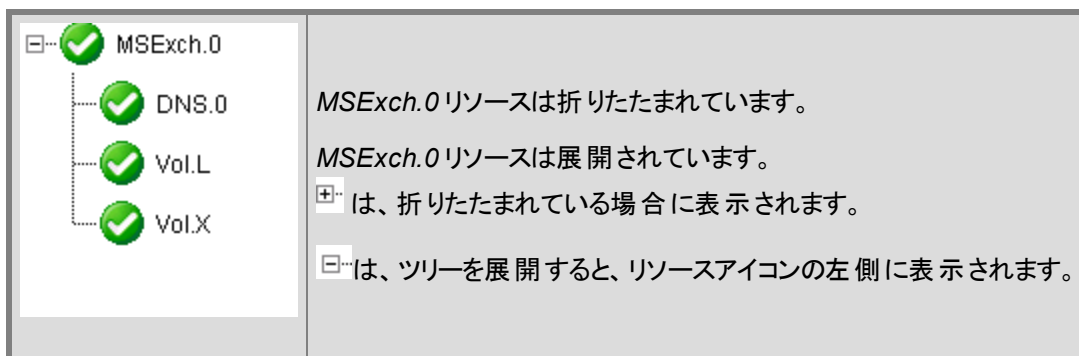 MSExch.0
DNS.0
Vol.L
Vol.X
MSExch.0 リソースは折りたたまれています。
MSExch.0 リソースは展開されています。
は、折りたたまれている場合に表示されます。
は、ツリーを展開すると、リソースアイコンの左側に表示されます。